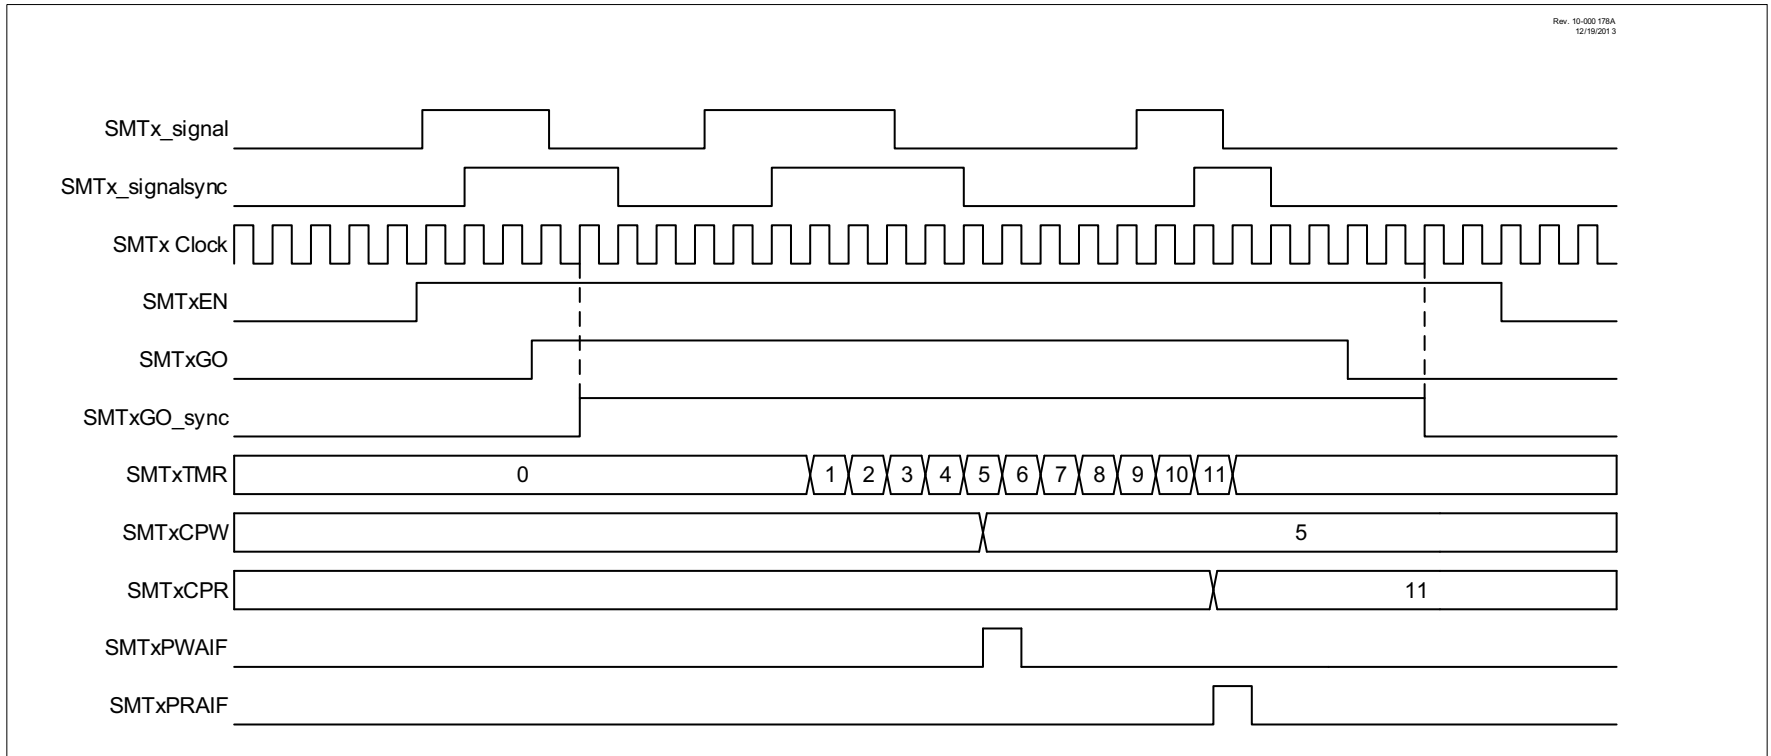 Rev. 10-000 178A
12/19/201 3
SMTx_signal
SMTx_signalsync
SMTx Clock
SMTxEN
SMTxGO
SMTxGO_sync
SMTxTMR 0 1 2 3 4 5 6 7 8 9 10 11
SMTxCPW 5
SMTxCPR 11
SMTxPWAIF
SMTxPRAIF